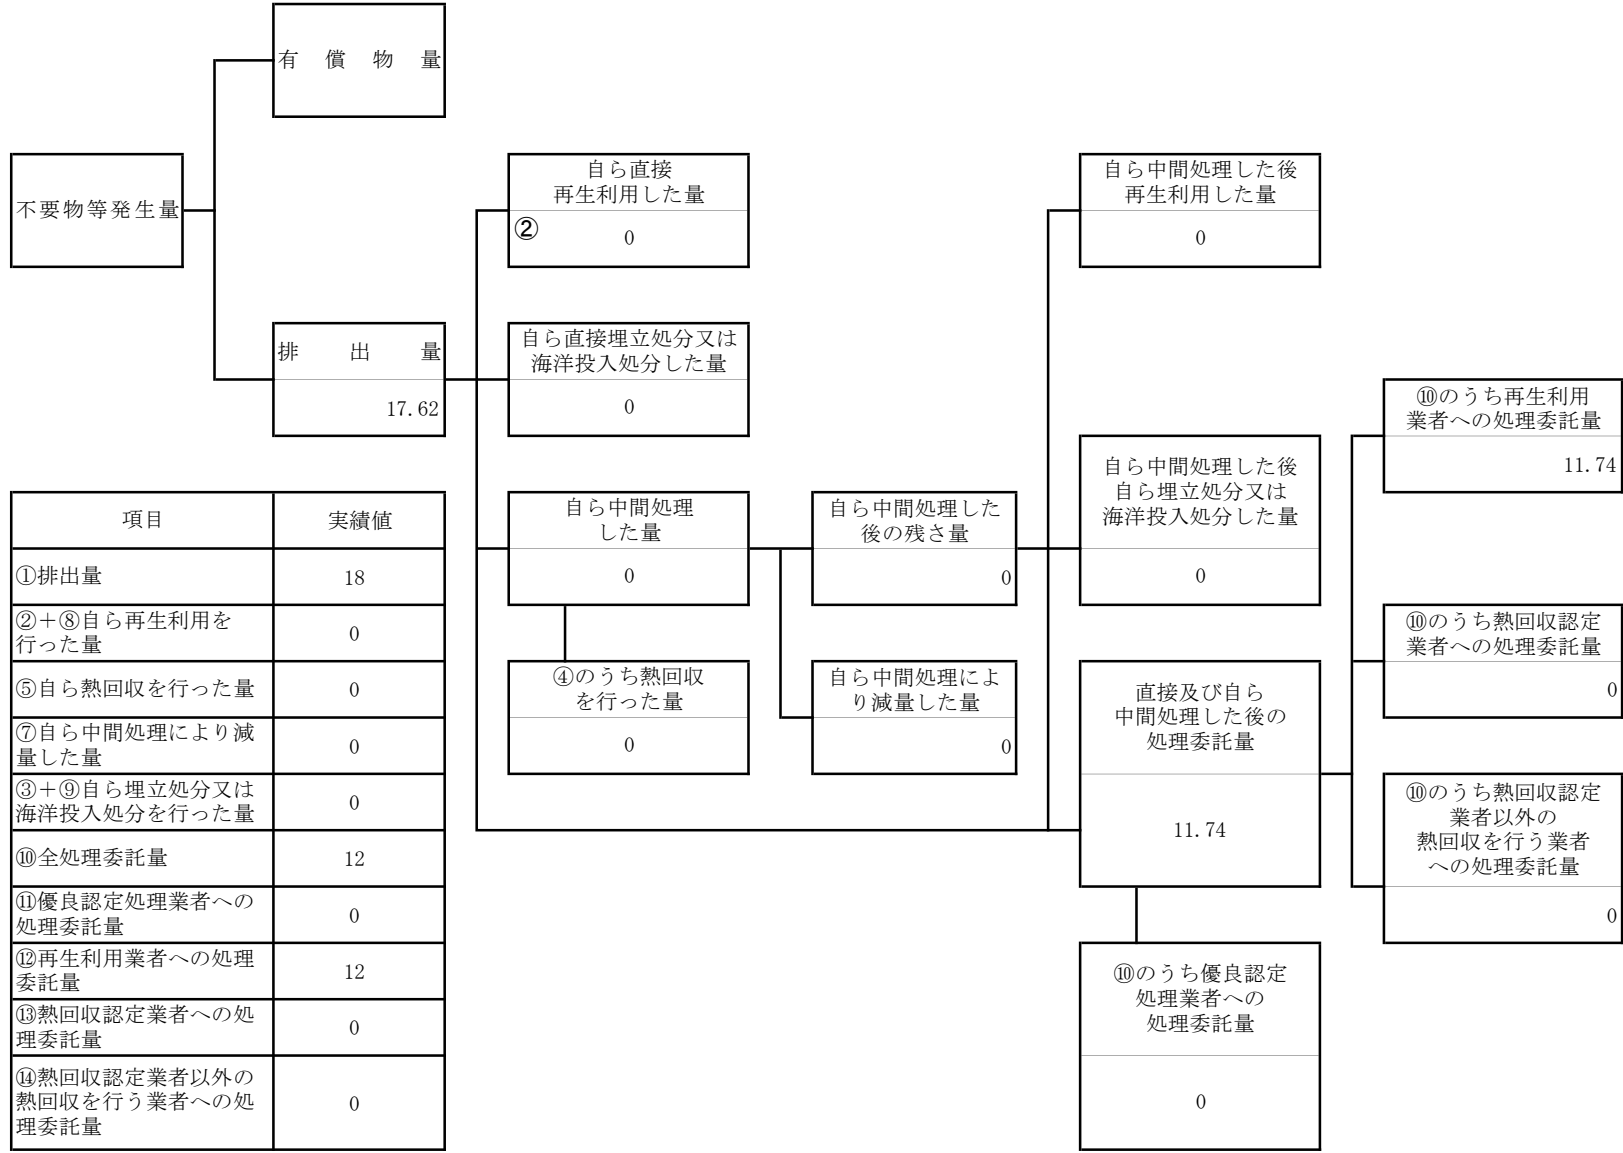 有償物量
不要物等発生量
自ら直接
再生利用した量
②
0
自ら中間処理した後
再生利用した量
0
排出量
17.62
自ら直接埋立処分又は
海洋投入処分した量
0
⑩のうち再生利用
業者への処理委託量
11.74
自ら中間処理
した量
0
自ら中間処理した
後の残さ量
0
自ら中間処理した後
自ら埋立処分又は
海洋投入処分した量
0
④のうち熱回収
を行った量
0
自ら中間処理によ
り減量した量
0
直接及び自ら
中間処理した後の
処理委託量
11.74
⑩のうち熱回収認定
業者への処理委託量
0
⑩のうち熱回収認定
業者以外の
熱回収を行う業者
への処理委託量
0
⑩のうち優良認定
処理業者への
処理委託量
0
項目 実績値
①排出量 18
②+⑧自ら再生利用を
行った量
0
⑤自ら熱回収を行った量 0
⑦自ら中間処理により減
量した量
0
③+⑨自ら埋立処分又は
海洋投入処分を行った量
0
⑩全処理委託量 12
⑪優良認定処理業者への
処理委託量
0
⑫再生利用業者への処理
委託量
12
⑬熱回収認定業者への処
理委託量
0
⑭熱回収認定業者以外の
熱回収を行う業者への処
理委託量
0